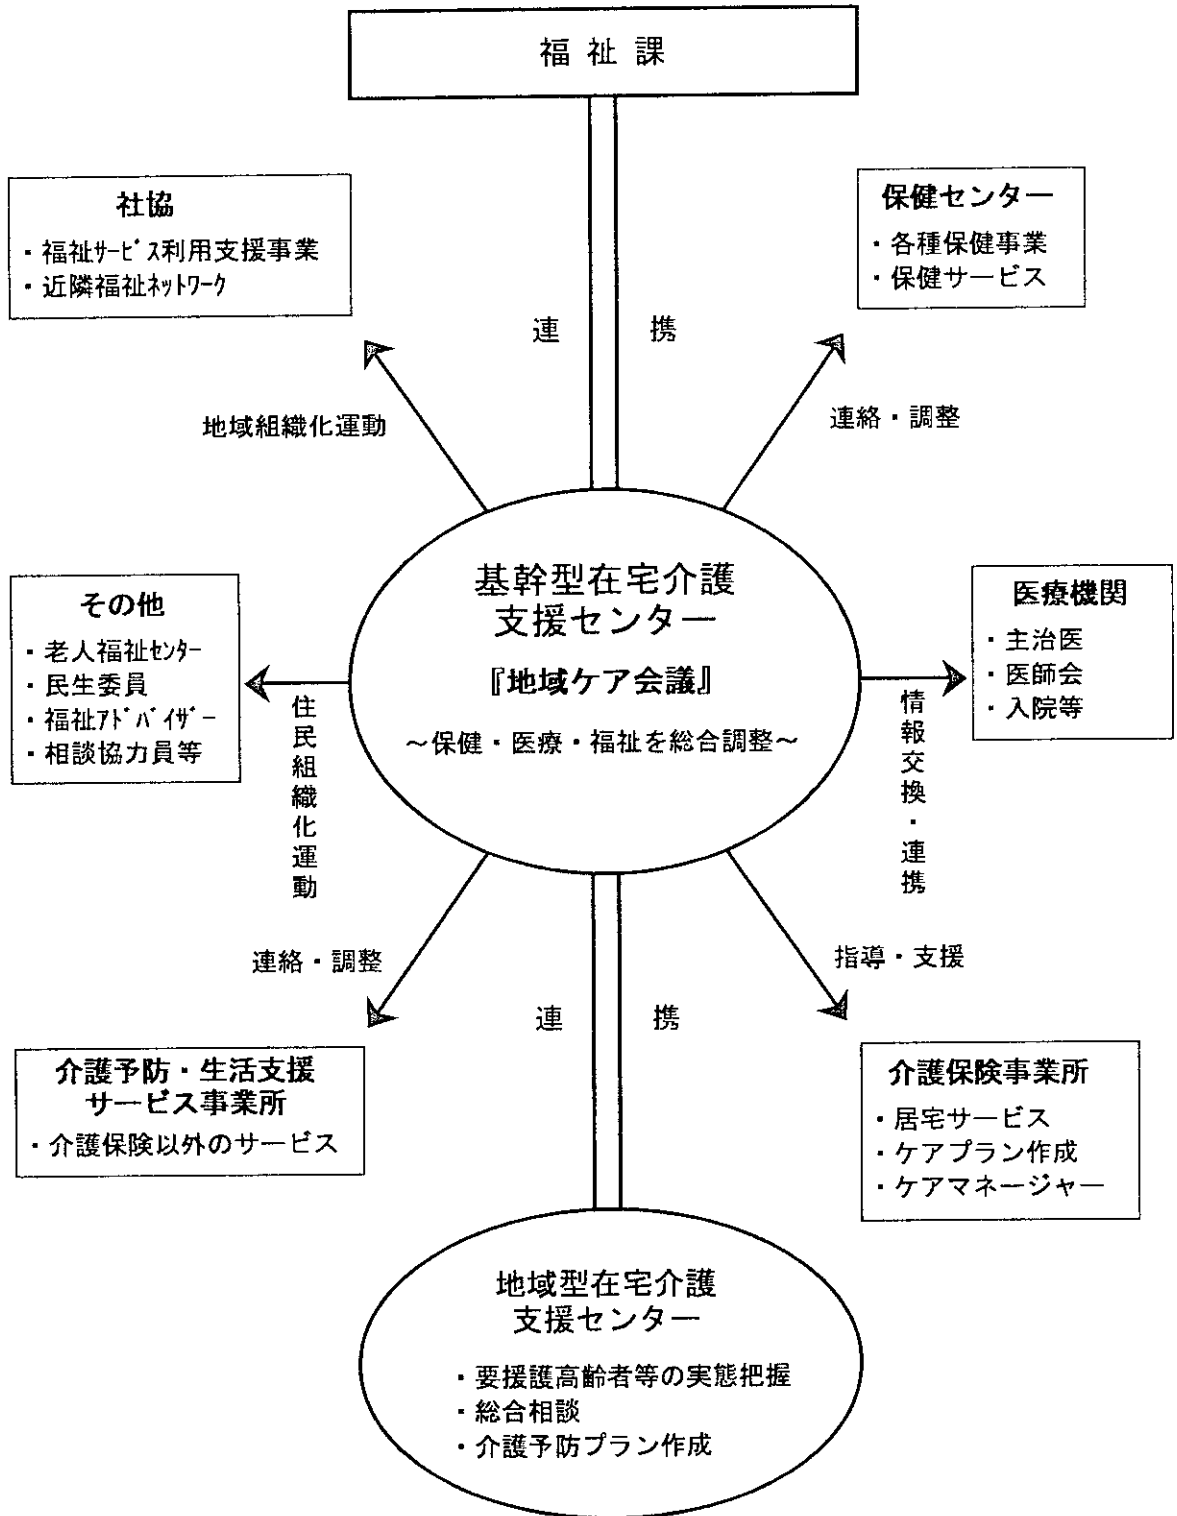 福祉課
社協
・福祉ｻｰﾋﾞｽ利用支援事業
・近隣福祉ﾈｯﾄﾜｰｸ
保健センター
・各種保健事業
・保健サービス
連携
地域組織化運動
連絡・調整
基幹型在宅介護
支援センター
『地域ケア会議』
～保健・医療・福祉を総合調整～
その他
・老人福祉ｾﾝﾀｰ
・民生委員
・福祉ｱﾄﾞﾊﾞｲｻﾞｰ
・相談協力員等
住民組織化運動
医療機関
・主治医
・医師会
・入院等
情報交換・連携
連絡・調整
指導・支援
連携
介護予防・生活支援
サービス事業所
・介護保険以外のサービス
介護保険事業所
・居宅サービス
・ケアプラン作成
・ケアマネージャー
地域型在宅介護
支援センター
・要援護高齢者等の実態把握
・総合相談
・介護予防プラン作成